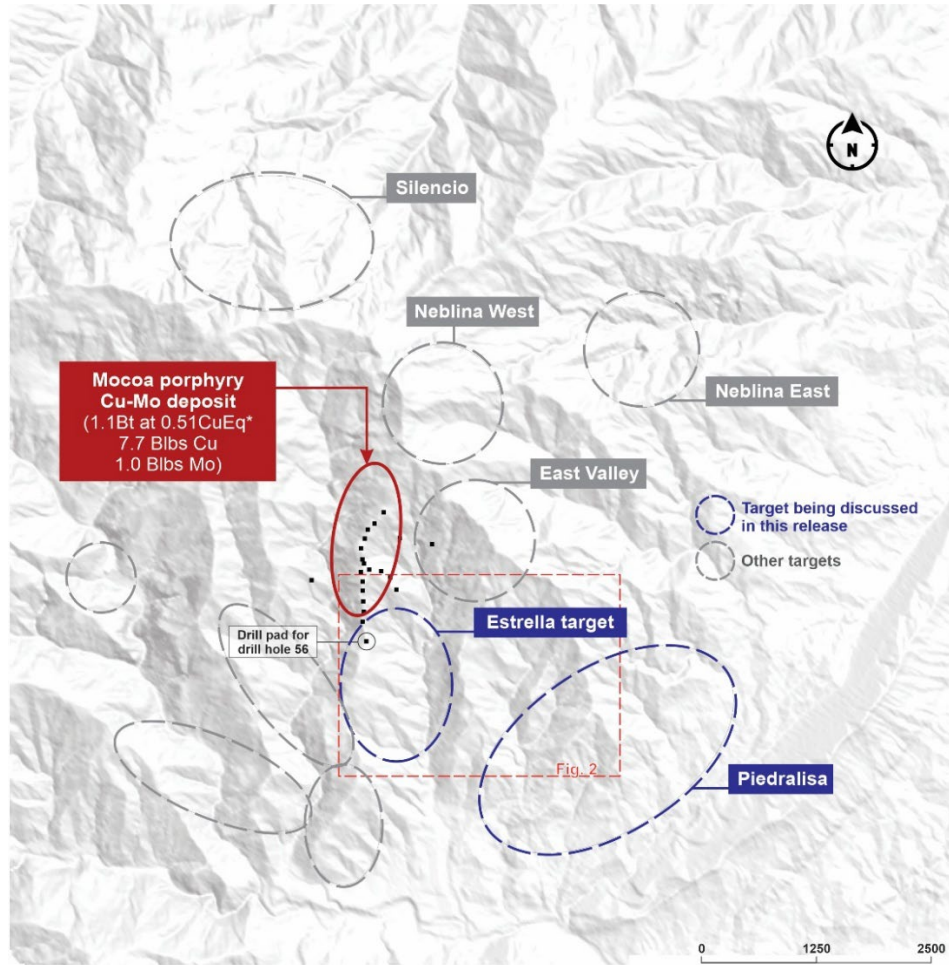 N
Silencio
Neblina West
Neblina East
Mocoa porphyry
Cu-Mo deposit
(1.1Bt at 0.51CuEq*
7.7 Blbs Cu
1.0 Blbs Mo)
East Valley
Target being discussed
in this release
Other targets
Estrella target
Drill pad for
drill hole 56
Fig. 2
Piedralisa
0 1250 2500